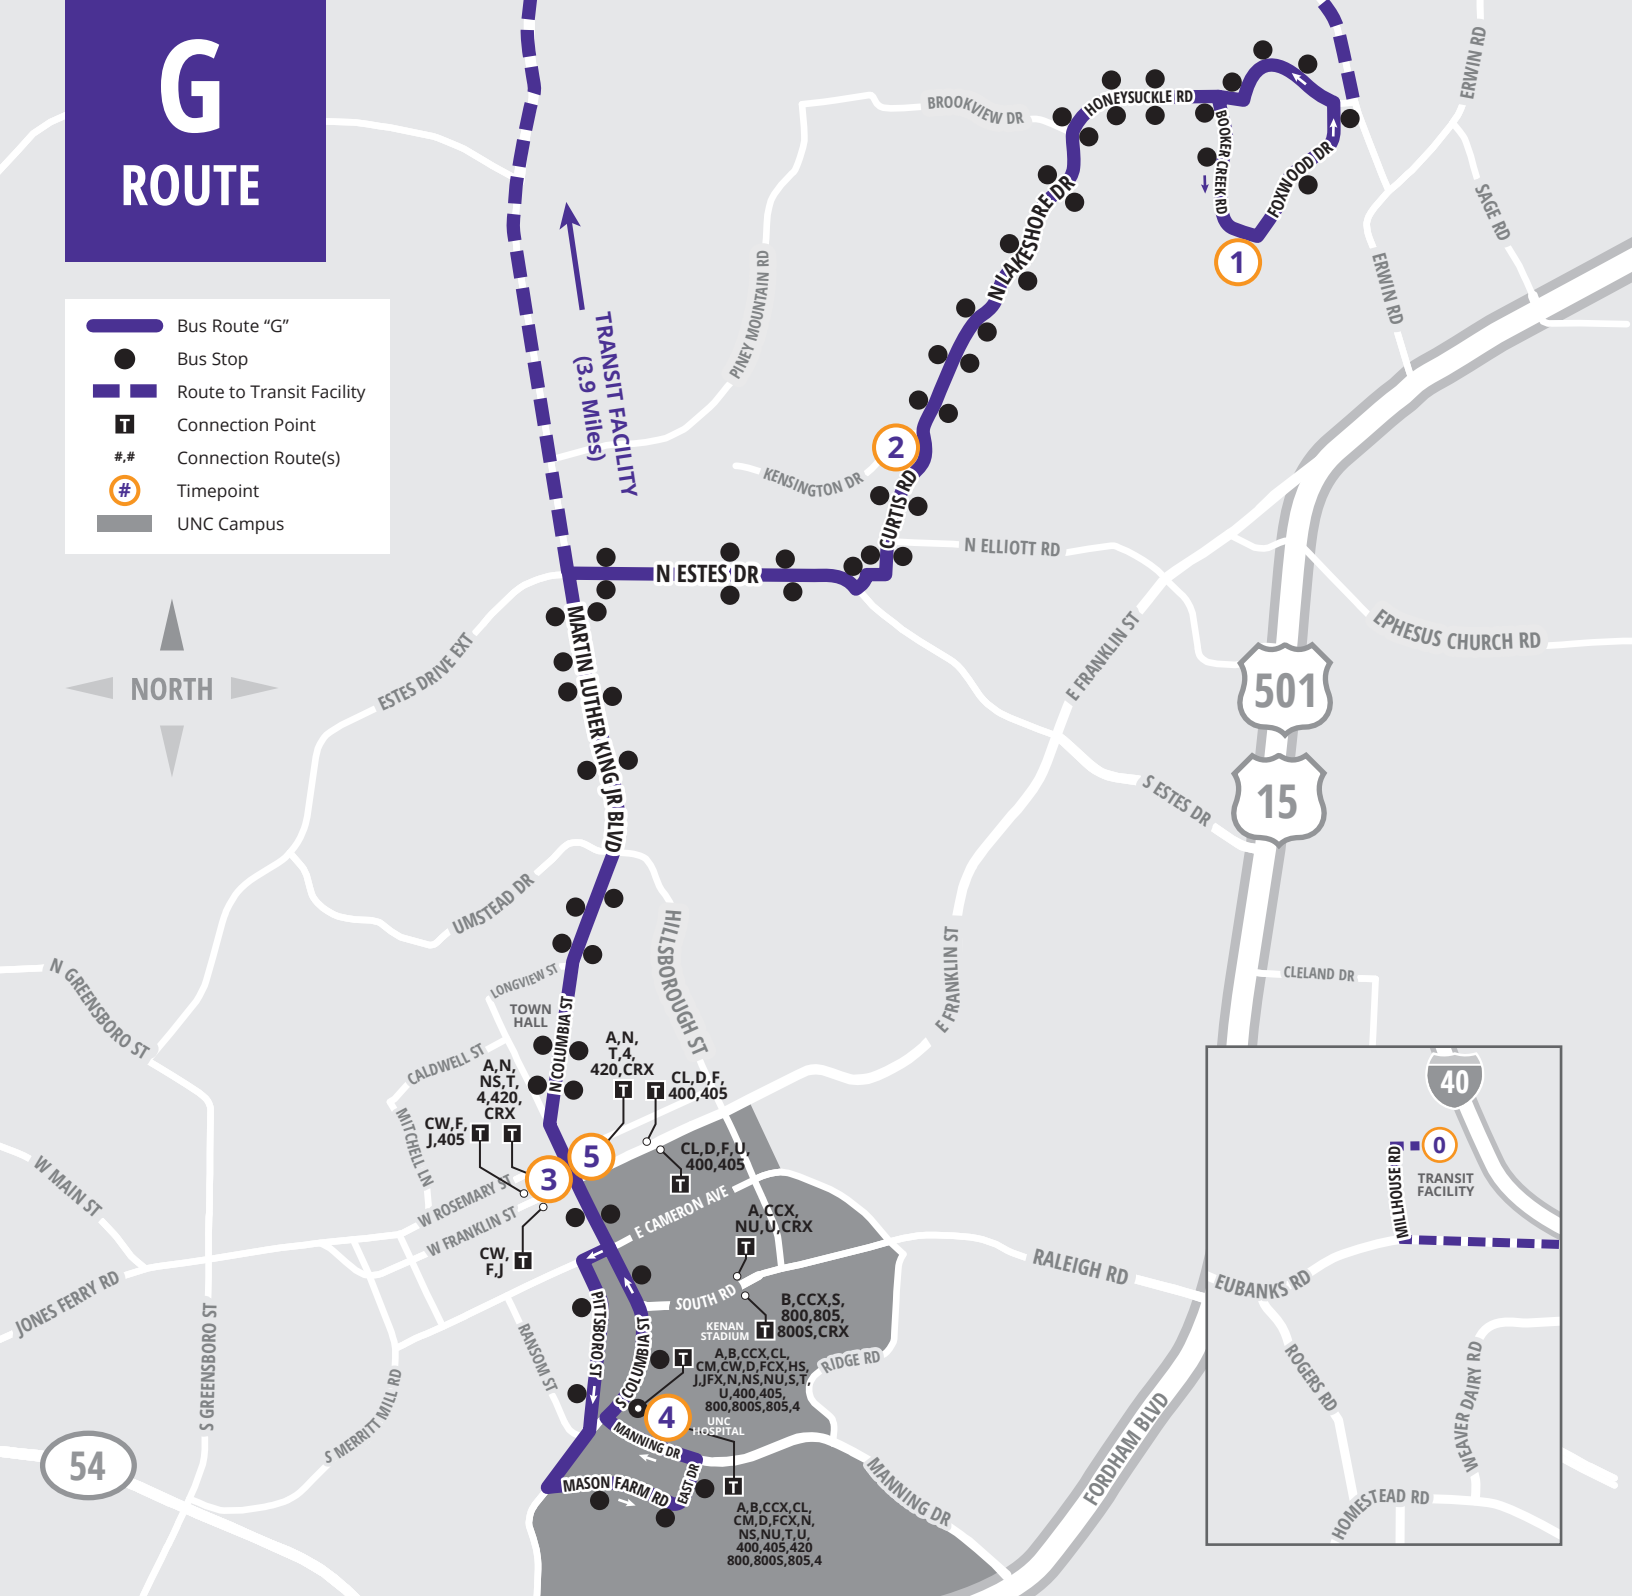 G
ROUTE
Bus Route “G”
Bus Stop
Route to Transit Facility
T
Connection Point
#,#
Connection Route(s)
#
Timepoint
UNC Campus
NORTH
TRANSIT FACILITY
(3.9 Miles)
BROOKVIEW DR
HONEYSUCKLE RD
BOOKER CREEK RD
FOXWOOD DR
1
ERWIN RD
SAGE RD
ERWIN RD
N LAKESHORE DR
PINEY MOUNTAIN RD
2
KENSINGTON DR
CURTIS RD
N ELLIOTT RD
N ESTES DR
E FRANKLIN ST
EPHESUS CHURCH RD
501
15
S ESTES DR
ESTES DRIVE EXT
MARTIN LUTHER KING JR BLVD
UMSTEAD DR
HILLSBOROUGH ST
E FRANKLIN ST
CLELAND DR
N GREENSBORO ST
LONGVIEW ST
TOWN
HALL
N COLUMBIA ST
CALDWELL ST
MITCHELL LN
A,N,
NS,T,
4,420,
CRX
CW,F,
J,405
T
T
A,N,
T,4,
420,CRX
T
T
CL,D,F,
400,405
5
3
CL,D,F,U,
400,405
T
W ROSEMARY ST
W FRANKLIN ST
CW,
F,J
T
E CAMERON AVE
A,CCX,
NU,U,CRX
T
W MAIN ST
JONES FERRY RD
S GREENSBORO ST
S MERRITT MILL RD
RANSOM ST
PITTSBORO ST
S COLUMBIA ST
SOUTH RD
RALEIGH RD
KENAN
STADIUM
T
B,CCX,S,
800,805,
800S,CRX
T
A,B,CCX,CL,
CM,CW,D,FCX,HS,
J,JFX,N,NS,NU,S,T,
U,400,405,
800,800S,805,4
RIDGE RD
4
UNC
HOSPITAL
MANNING DR
MASON FARM RD
EAST DR
T
A,B,CCX,CL,
CM,D,FCX,N,
NS,NU,T,U,
400,405,420
800,800S,805,4
MANNING DR
FORDHAM BLVD
54
40
0
TRANSIT
FACILITY
MILLHOUSE RD
EUBANKS RD
ROGERS RD
WEAVER DAIRY RD
HOMESTEAD RD